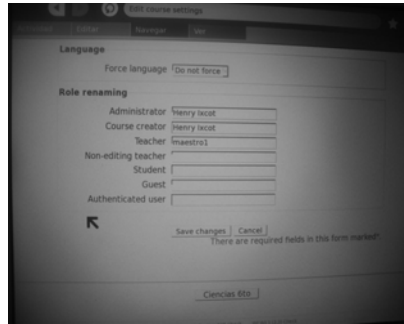 Edit course settings
Editar Navegar Ver
Language
Force language Do not force
Role renaming
Administrator Henry Ixcot
Course creator Henry Ixcot
Teacher maestro1
Non-editing teacher
Student
Guest
Authenticated user
Save changes Cancel
There are required fields in this form marked*.
Ciencias 6to